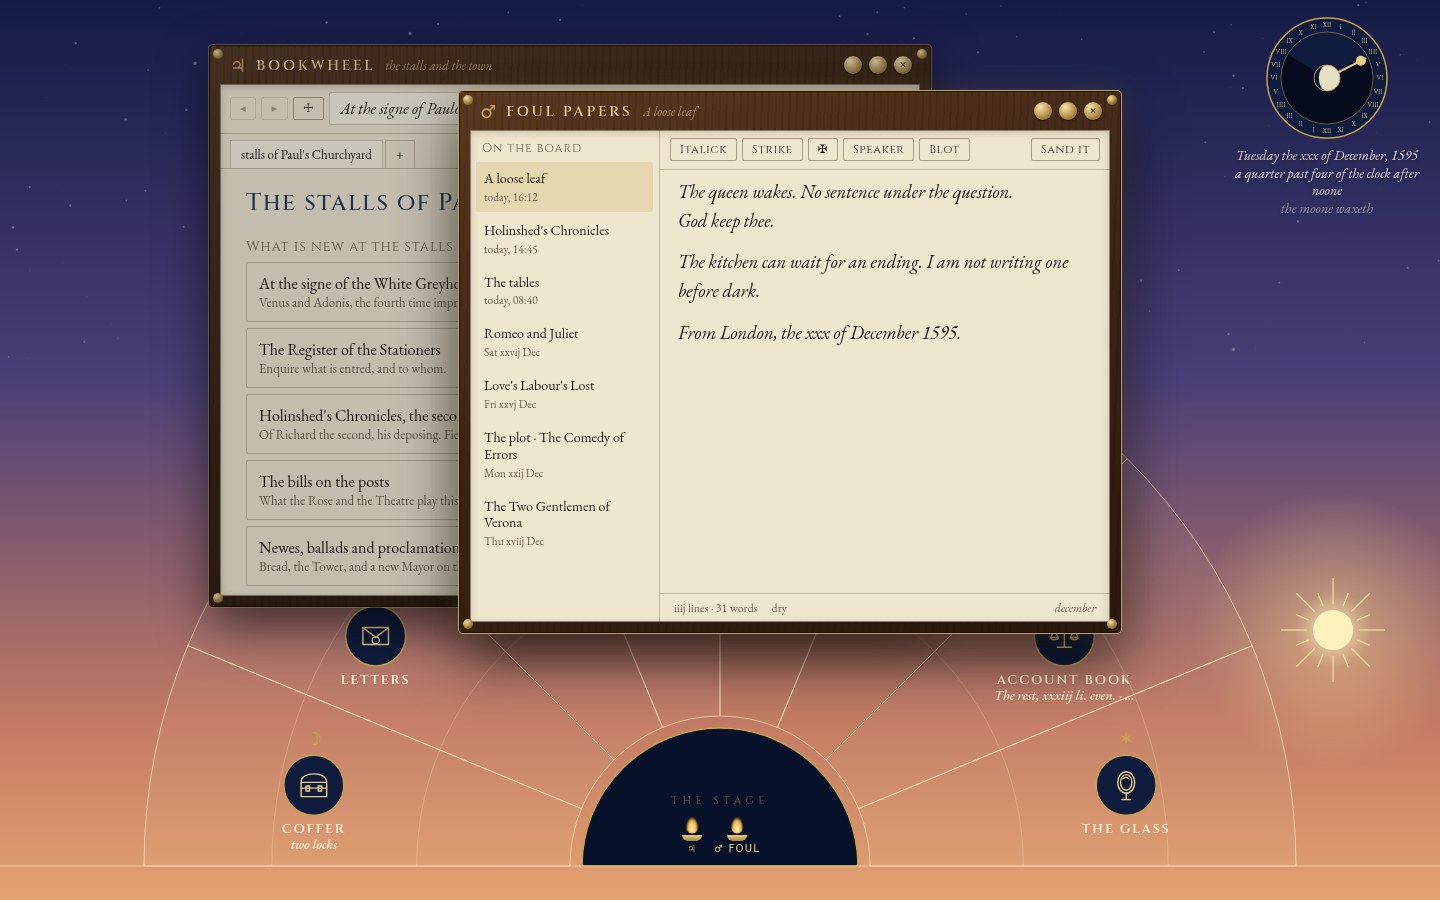 BOOKWHEEL the stalls and the town
At the signe of
stalls of Paul's Churchyard +
THE STALLS OF
WHAT IS NEW AT THE STALLS
At the signe of the White
Venus and Adonis, the fourth time
The Register of the Stationers
Enquire what is entred, and to whom.
Holinshed's Chronicles, the
Of Richard the second, his deposing.
The bills on the posts
What the Rose and the Theatre play
Newes, ballads and
Bread, the Tower, and a new Mayor on
♂ FOUL PAPERS A loose leaf
ON THE BOARD
A loose leaf
today, 16:12
Holinshed's Chronicles
today, 14:45
The tables
today, 08:40
Romeo and Juliet
Sat xxvij Dec
Love's Labour's Lost
Fri xxvj Dec
The plot · The Comedy of
Errors
Mon xxij Dec
The Two Gentlemen of
Verona
Thu xviij Dec
ITALICK STRIKE ✠ SPEAKER BLOT SAND IT
The queen wakes. No sentence under the question.
God keep thee.
The kitchen can wait for an ending. I am not writing one
before dark.
From London, the xxx of December 1595.
iiij lines · 31 words dry december
Tuesday the xxx of December, 1595
a quarter past four of the clock after
noone
the moone waxeth
LETTERS
COFFER
two locks
ACCOUNT BOOK
The rest, xxxiij li. even. · ...
THE GLASS
THE STAGE
♃ ♂ FOUL